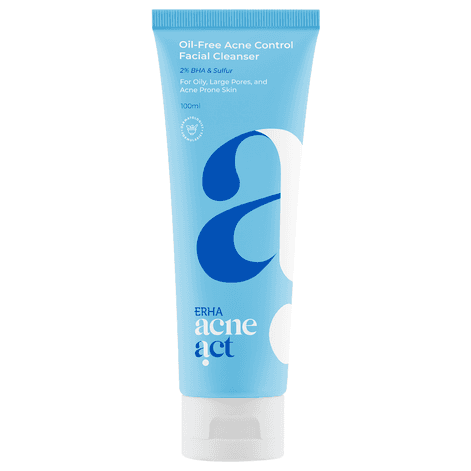 Oil-Free Acne Control
Facial Cleanser
2% BHA & Sulfur
For Oily, Large Pores, and
Acne Prone Skin
100ml
a
ERHA
acne
act